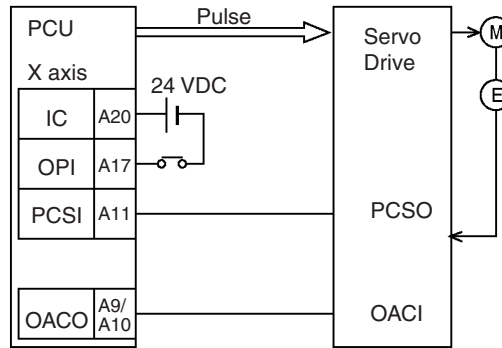 PCU
Pulse
Servo
Drive
M
X axis
24 VDC
IC A20
E
OPI A17
PCSI A11
PCSO
OACO A9/
A10
OACI